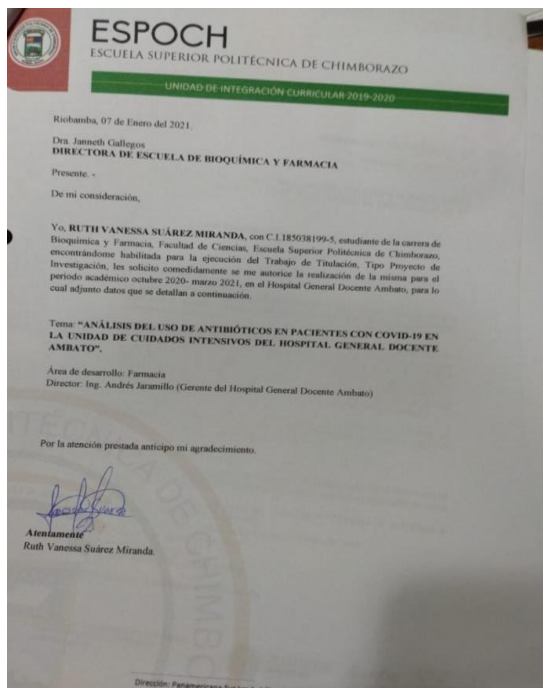 ESPOCH
ESCUELA SUPERIOR POLITÉCNICA DE CHIMBORAZO
UNIDAD DE INTEGRACIÓN CURRICULAR 2019-2020
Riobamba, 07 de Enero del 2021.
Dra. Janneth Gallegos
DIRECTORA DE ESCUELA DE BIOQUÍMICA Y FARMACIA
Presente. -
De mi consideración,
Yo, RUTH VANESSA SUÁREZ MIRANDA, con C.I.185038199-5, estudiante de la carrera de
Bioquímica y Farmacia, Facultad de Ciencias, Escuela Superior Politécnica de Chimborazo,
encontrándome habilitada para la ejecución del Trabajo de Titulación, Tipo Proyecto de
Investigación, les solicito comedidamente se me autorice la realización de la misma para el
periodo académico octubre 2020- marzo 2021, en el Hospital General Docente Ambato, para lo
cual adjunto datos que se detallan a continuación.
Tema: “ANÁLISIS DEL USO DE ANTIBIÓTICOS EN PACIENTES CON COVID-19 EN
LA UNIDAD DE CUIDADOS INTENSIVOS DEL HOSPITAL GENERAL DOCENTE
AMBATO”.
Área de desarrollo: Farmacia
Director: Ing. Andrés Jaramillo (Gerente del Hospital General Docente Ambato)
Por la atención prestada anticipo mi agradecimiento.
Atentamente
Ruth Vanessa Suárez Miranda.
Dirección: Panamericana